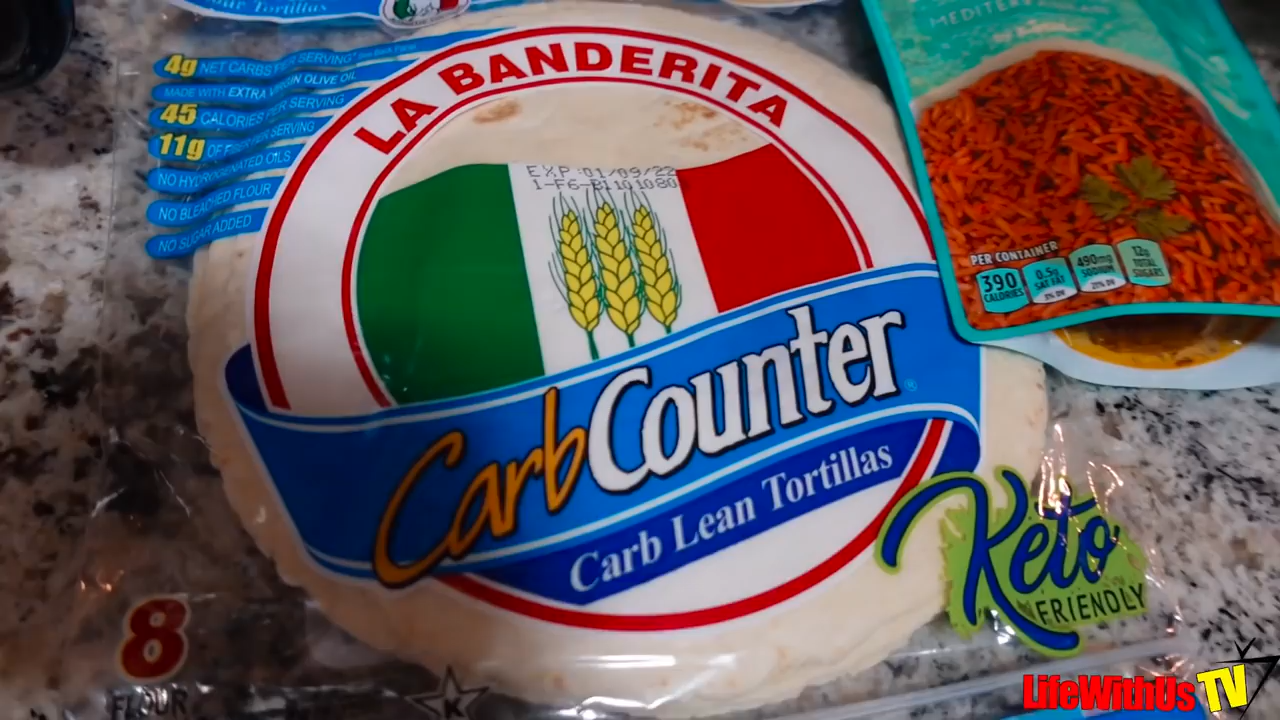 4g NET CARBS PER SERVING*
MADE WITH EXTRA VIRGIN OLIVE OIL
45 CALORIES PER SERVING
11g OF FIBER PER SERVING
NO HYDROGENATED OILS
NO BLEACHED FLOUR
NO SUGAR ADDED
LA BANDERITA
EXP:01/09/22
CarbCounter®
Carb Lean Tortillas
Keto
FRIENDLY
8
FLOUR
K
PER CONTAINER
390 CALORIES
0.5g SAT FAT
490mg SODIUM
21% DV
12g TOTAL SUGARS
LifeWithUs TV